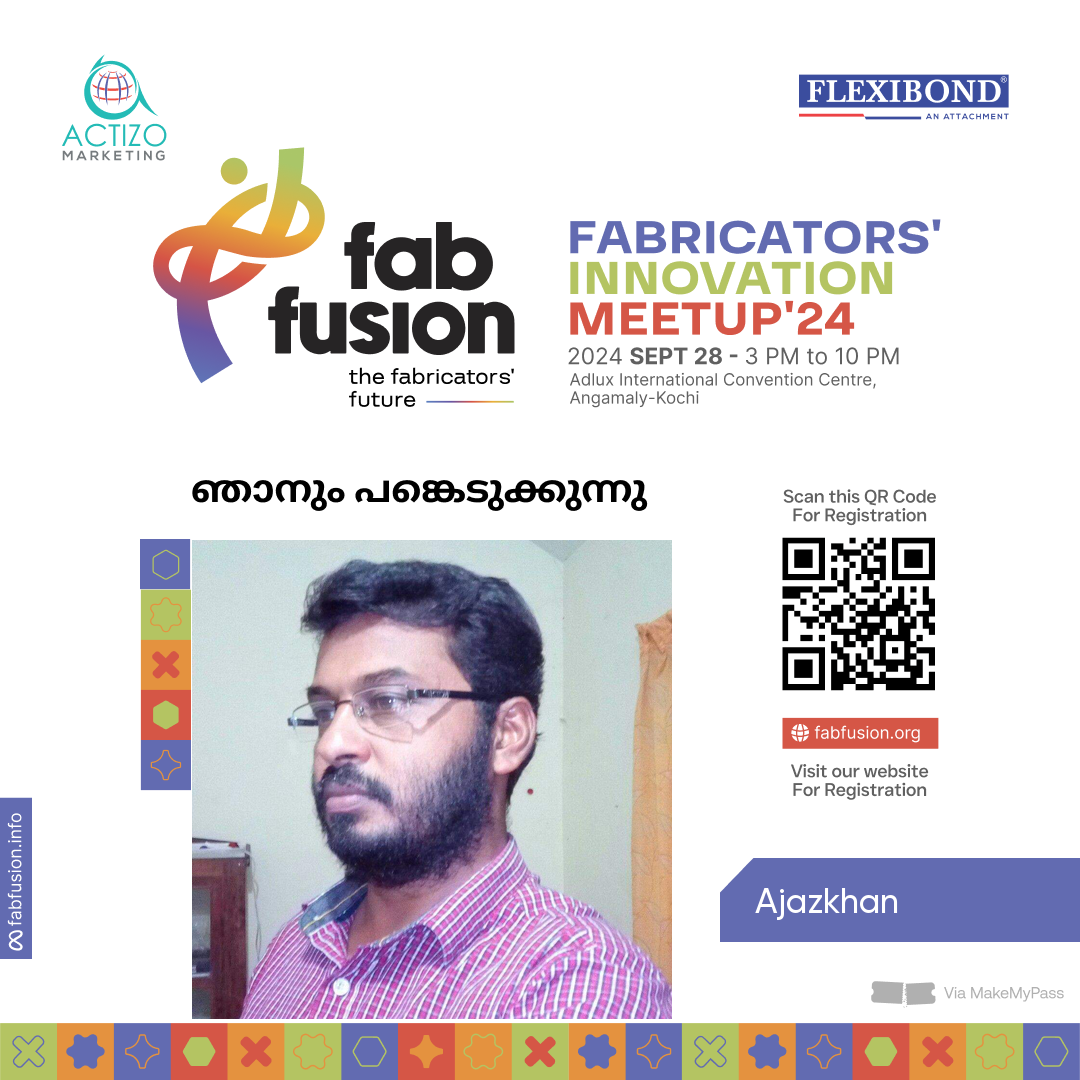 ACTIZO
MARKETING
FLEXIBOND®
AN ATTACHMENT
fab
fusion
the fabricators'
future
FABRICATORS'
INNOVATION
MEETUP'24
2024 SEPT 28 - 3 PM to 10 PM
Adlux International Convention Centre,
Angamaly-Kochi
ഞാനും പങ്കെടുക്കുന്നു
Scan this QR Code
For Registration
fabfusion.org
Visit our website
For Registration
fabfusion.info
Ajazkhan
Via MakeMyPass